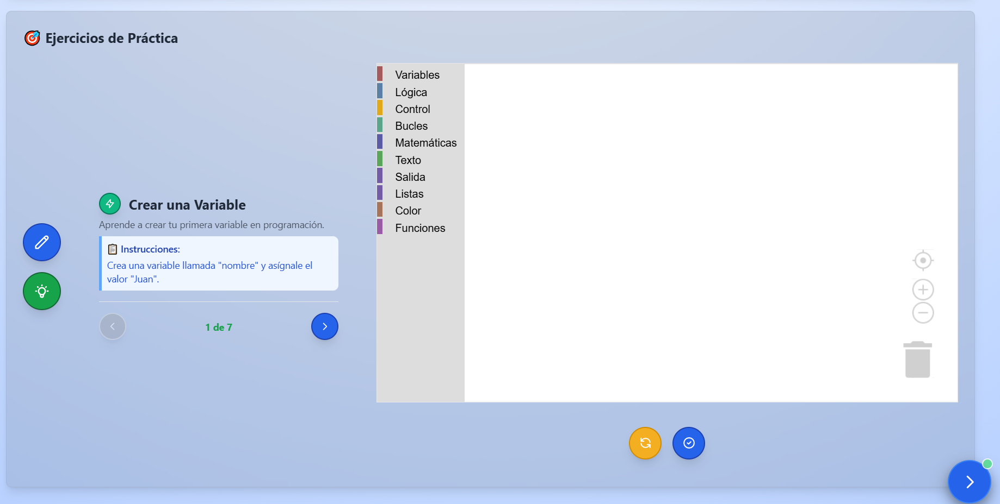 Ejercicios de Práctica
Crear una Variable
Aprende a crear tu primera variable en programación.
Instrucciones:
Crea una variable llamada "nombre" y asígnale el
valor "Juan".
1 de 7
Variables
Lógica
Control
Bucles
Matemáticas
Texto
Salida
Listas
Color
Funciones